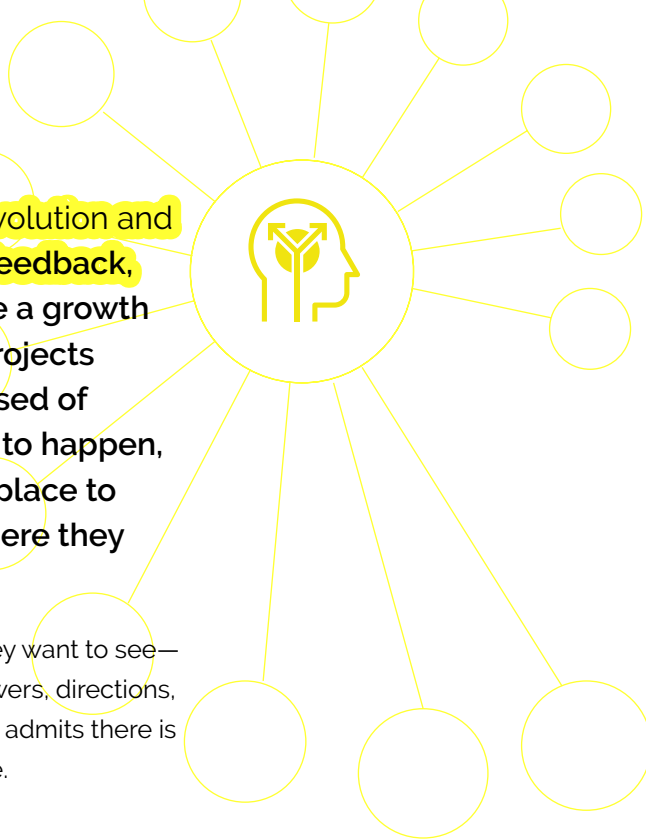 volution and
eedback,
e a growth
rojects
sed of
to happen,
place to
ere they
ey want to see—
wers, directions,
admits there is
e.